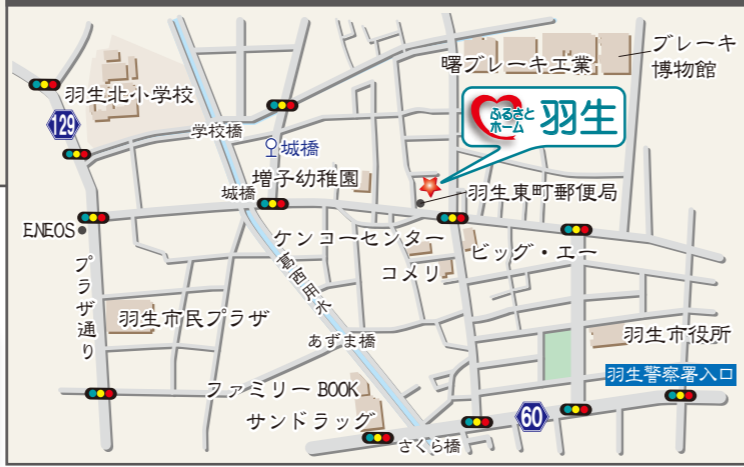 ブレーキ
博物館
曙ブレーキ工業
羽生北小学校
ふるさと
ホーム
羽生
129
学校橋
城橋
増子幼稚園
城橋
羽生東町郵便局
ENEOS
ケンコーセンター
ビッグ・エー
コメリ
葛西用水
プラザ通り
羽生市民プラザ
あずま橋
羽生市役所
羽生警察署入口
ファミリーBOOK
サンドラッグ
60
さくら橋